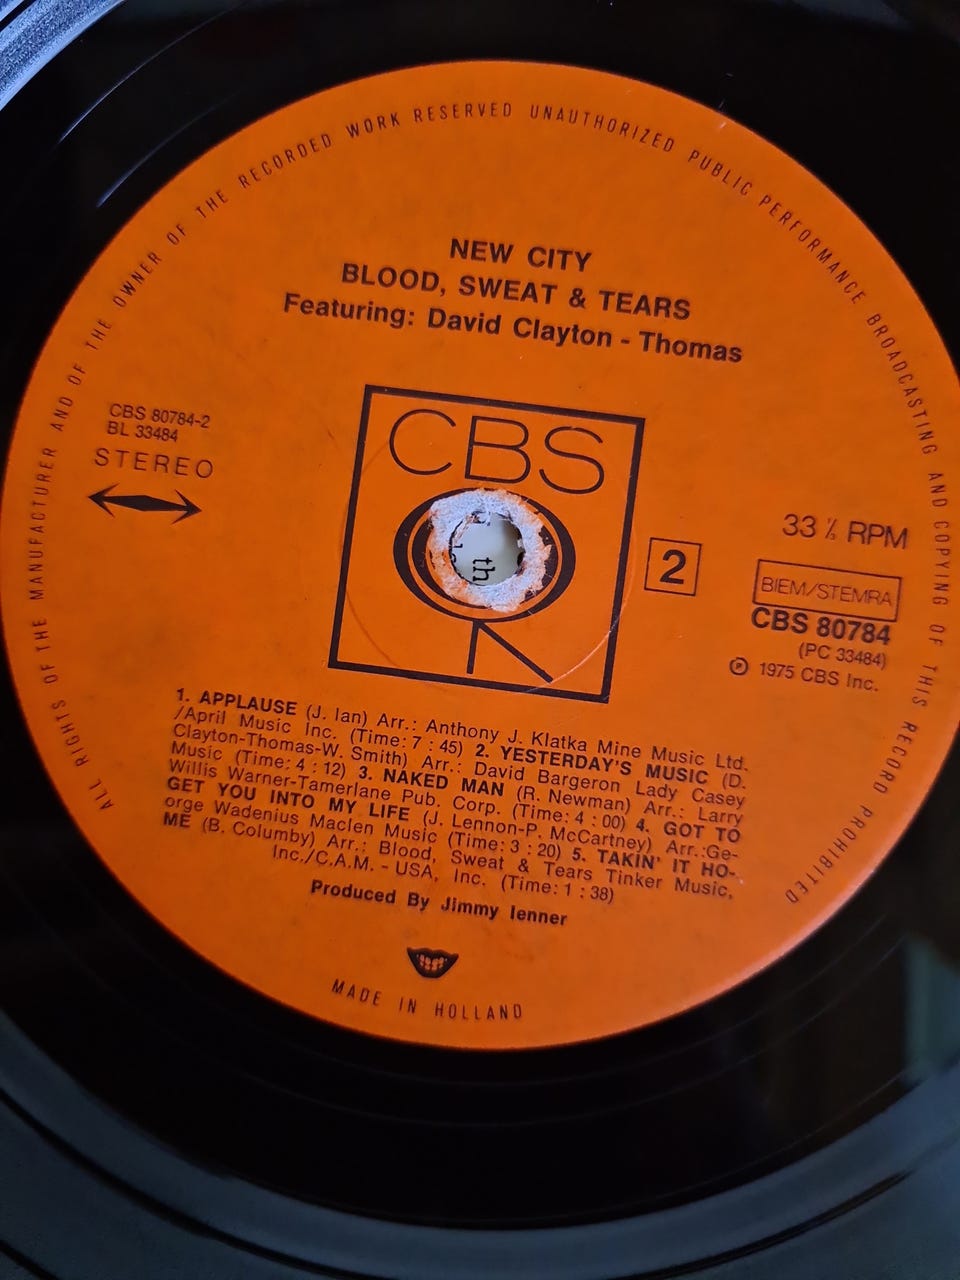 ALL RIGHTS OF THE MANUFACTURER AND OF THE OWNER OF THE RECORDED WORK RESERVED UNAUTHORIZED PUBLIC PERFORMANCE BROADCASTING AND COPYING OF THIS RECORD PROHIBITED
NEW CITY
BLOOD, SWEAT & TEARS
Featuring: David Clayton - Thomas
CBS 80784-2
BL 33484
STEREO
CBS
2
33 ⅓ RPM
BIEM/STEMRA
CBS 80784
(PC 33484)
℗ 1975 CBS Inc.
th
1. APPLAUSE (J. Ian) Arr.: Anthony J. Klatka Mine Music Ltd.
/April Music Inc. (Time: 7 : 45) 2. YESTERDAY'S MUSIC (D.
Clayton-Thomas-W. Smith) Arr.: David Bargeron Lady Casey
Music (Time: 4 : 12) 3. NAKED MAN (R. Newman) Arr.: Larry
Willis Warner-Tamerlane Pub. Corp. (Time: 4 : 00) 4. GOT TO
GET YOU INTO MY LIFE (J. Lennon-P. McCartney) Arr.:Ge-
orge Wadenius Maclen Music (Time: 3 : 20) 5. TAKIN' IT HO-
ME (B. Columby) Arr.: Blood, Sweat & Tears Tinker Music,
Inc./C.A.M. - USA, Inc. (Time: 1 : 38)
Produced By Jimmy Ienner
MADE IN HOLLAND